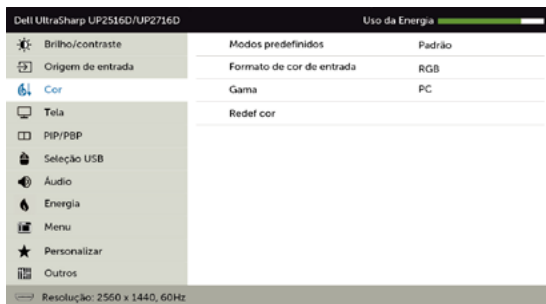 Dell UltraSharp UP2516D/UP2716D Uso da Energia
Brilho/contraste Modos predefinidos Padrão
Origem de entrada Formato de cor de entrada RGB
Cor Gama PC
Tela Redef cor
PIP/PBP
Seleção USB
Áudio
Energia
Menu
Personalizar
Outros
Resolução: 2560 x 1440, 60Hz